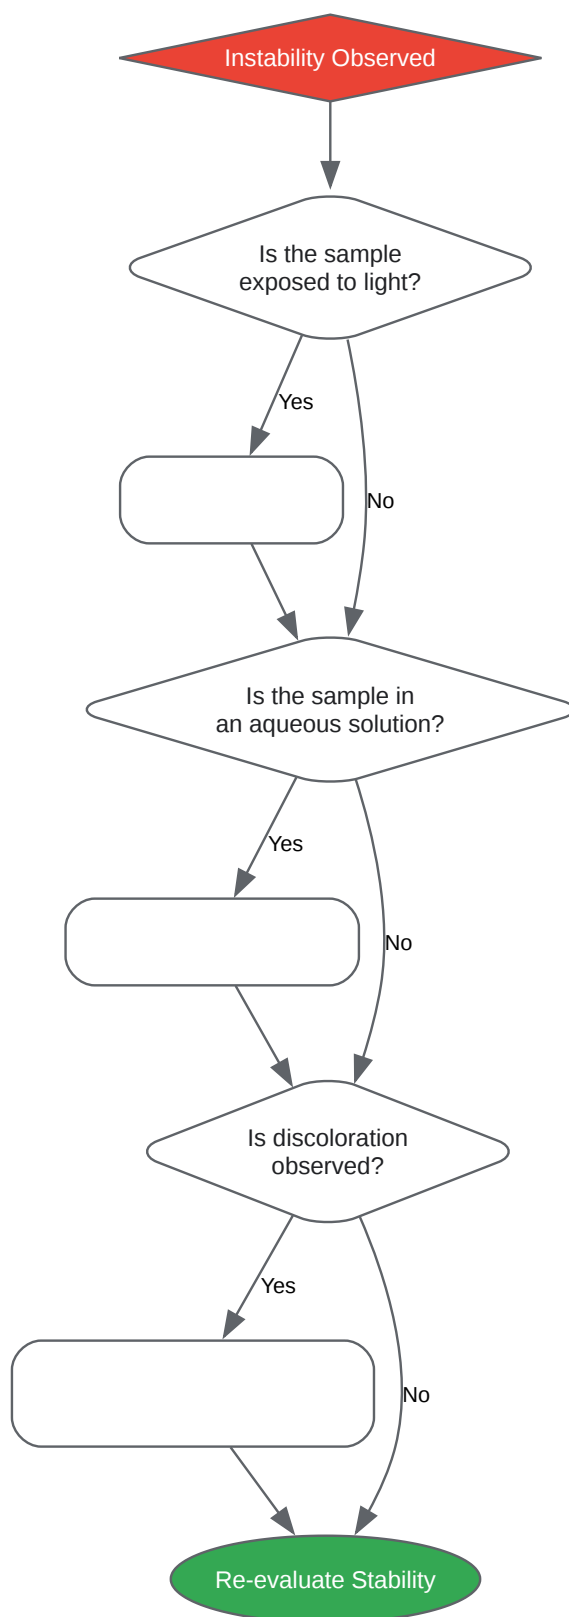 Instability Observed
Is the sample
exposed to light?
Yes
No
Is the sample in
an aqueous solution?
Yes
No
Is discoloration
observed?
Yes
No
Re-evaluate Stability